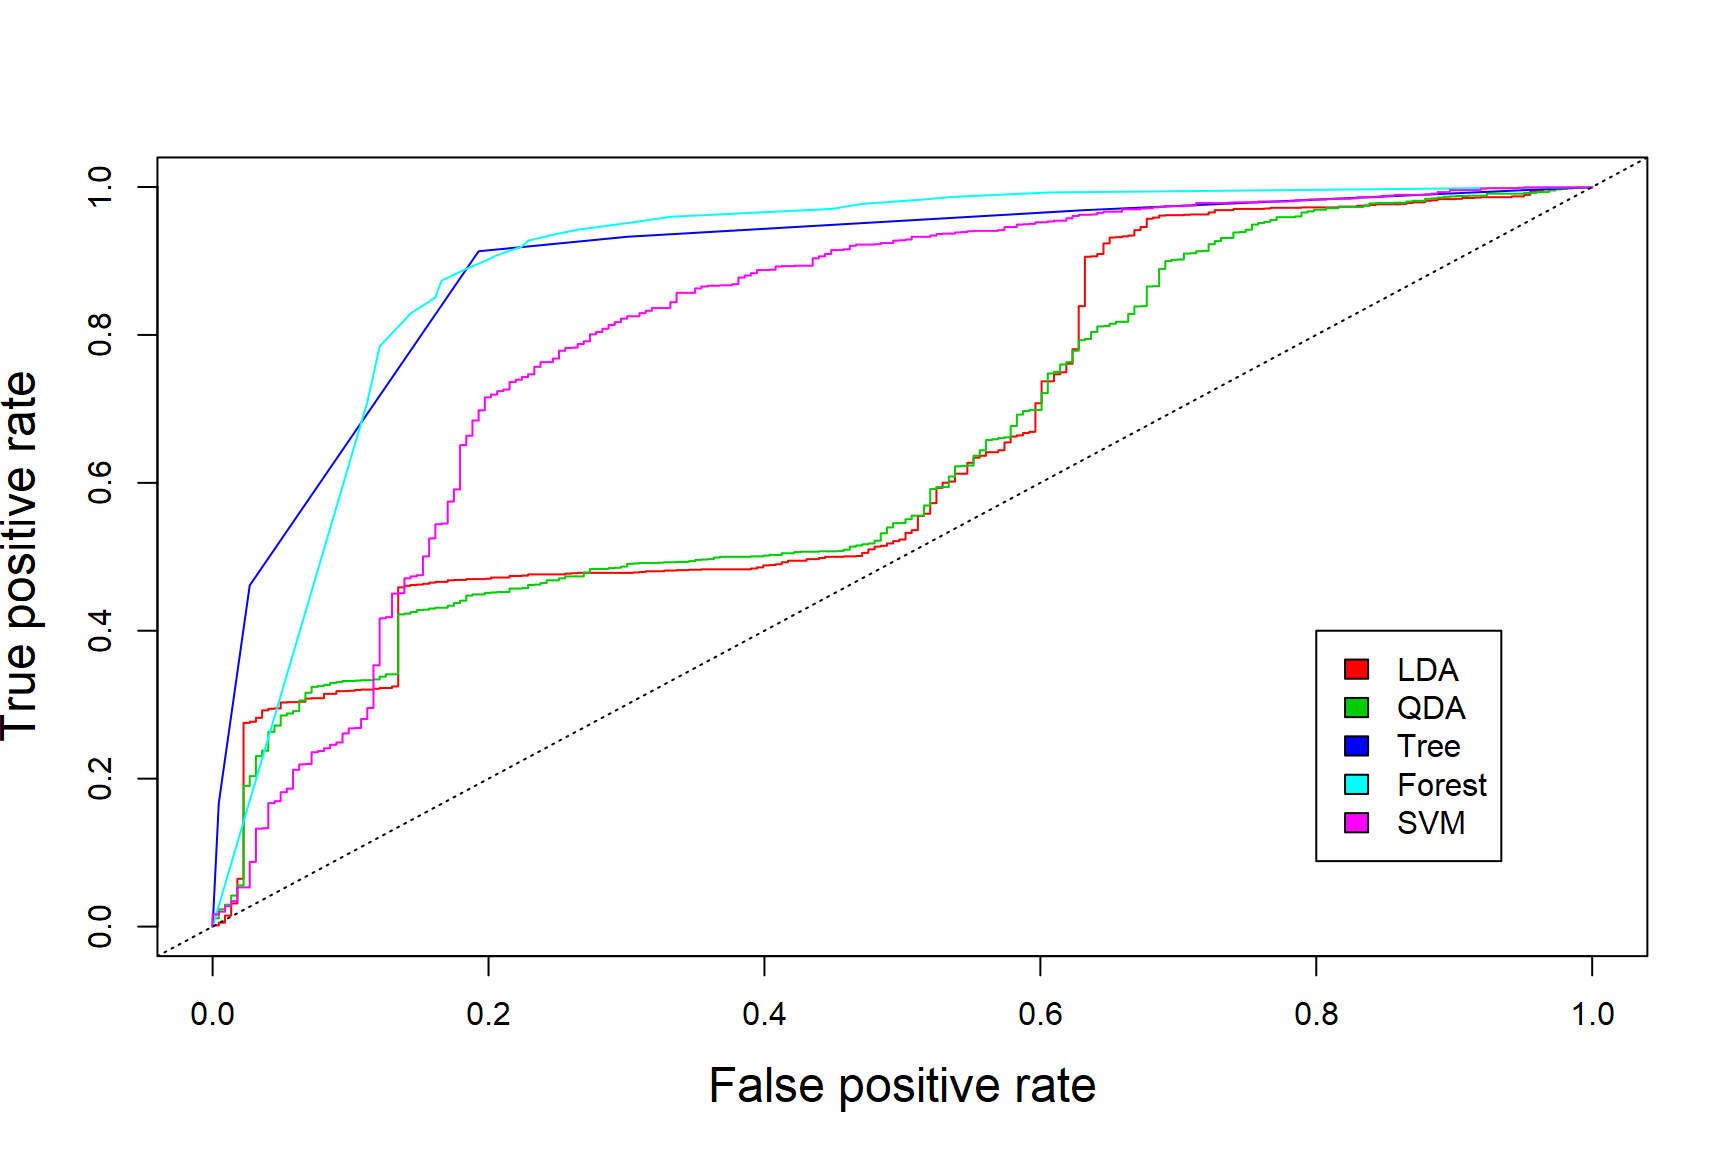 True positive rate
1.0
0.8
0.6
0.4
0.2
0.0
LDA
QDA
Tree
Forest
SVM
0.0 0.2 0.4 0.6 0.8 1.0
False positive rate